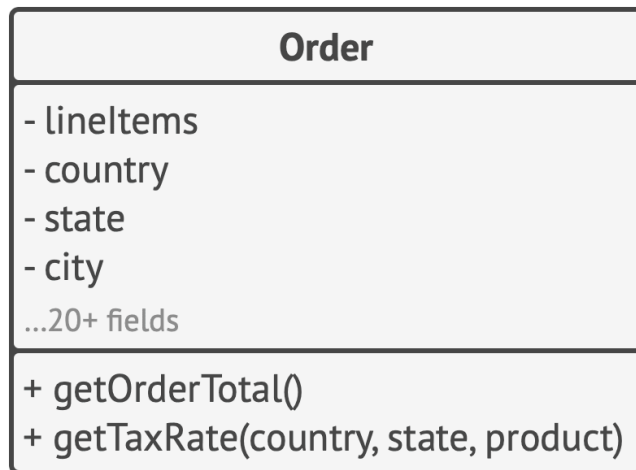 Order
- lineItems
- country
- state
- city
...20+ fields
+ getOrderTotal()
+ getTaxRate(country, state, product)